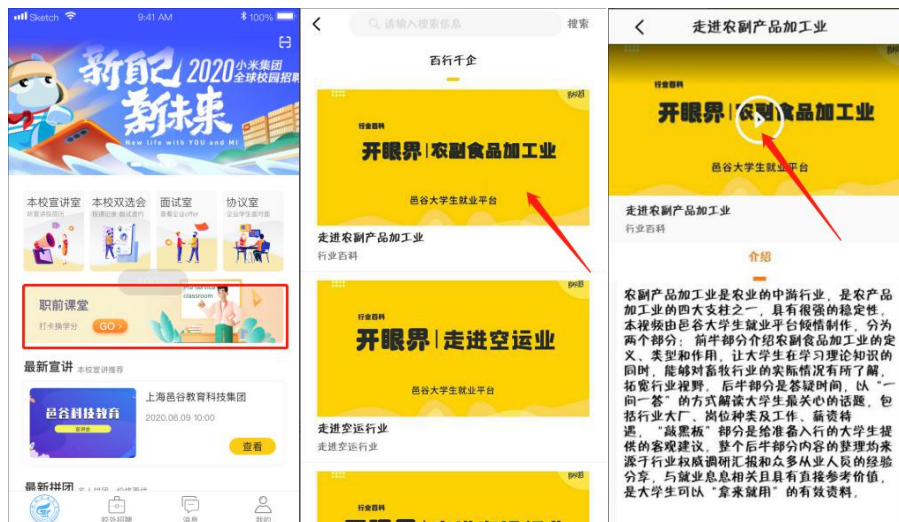 Sketch
9:41 AM
100%
新自己
新未来
2020
小米集团
全球校园招聘
New life with YOU and MI
本校宣讲室
本校双选会
面试室
协议室
听宣讲投简历
查看企业offer
企业学生面对面
职前课堂
classroom
打卡换学分
GO >
最新宣讲
本校宣讲推荐
邑谷科技教育
宣讲会
上海邑谷教育科技集团
2020.06.09 10:00
查看
最新拼团
校外招聘
消息
我的
请输入搜索信息
搜索
百行千企
行业百科
开眼界|农副食品加工业
邑谷大学生就业平台
走进农副产品加工业
行业百科
行业百科
开眼界|走进空运业
邑谷大学生就业平台
走进空运行业
走进空运行业
行业百科
走进农副产品加工业
行业百科
开眼界|农副食品加工业
邑谷大学生就业平台
走进农副产品加工业
行业百科
介绍
农副产品加工业是农业的中游行业，是农产品
加工业的四大支柱之一，具有很强的稳定性。
本视频由邑谷大学生就业平台倾情制作，分为
两个部分：前半部分介绍农副食品加工业的定
义、类型和作用，让大学生在学习理论知识的
同时，能够对畜牧行业的实际情况有所了解，
拓宽行业视野。后半部分是答疑时间，以“一
问一答”的方式解读大学生最关心的话题，包
括行业大厂、岗位种类及工作、薪资待
遇，“敲黑板”部分是给准备入行的大学生提
供的客观建议。整个后半部分内容的整理均来
源于行业权威调研汇报和众多从业人员的经验
分享，与就业息息相关且具有直接参考价值，
是大学生可以“拿来就用”的有效资料。